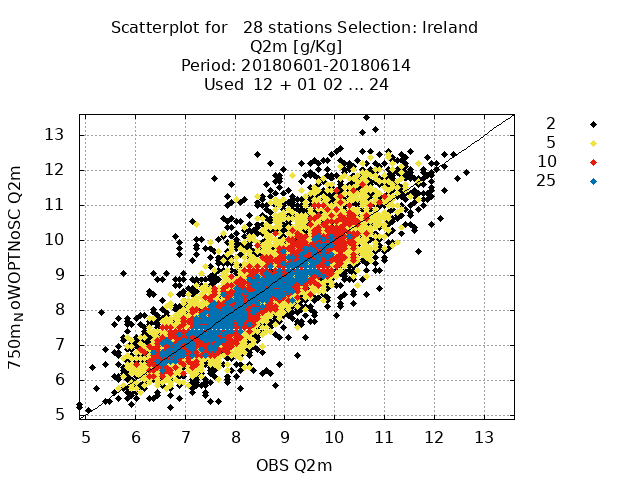 Scatterplot for   28 stations Selection: Ireland
Q2m [g/Kg]
Period: 20180601-20180614
Used  12 + 01 02 ... 24
2
5
10
25
13
12
11
10
9
8
7
6
5
750m_NoWOPTNoSC Q2m
5 6 7 8 9 10 11 12 13
OBS Q2m